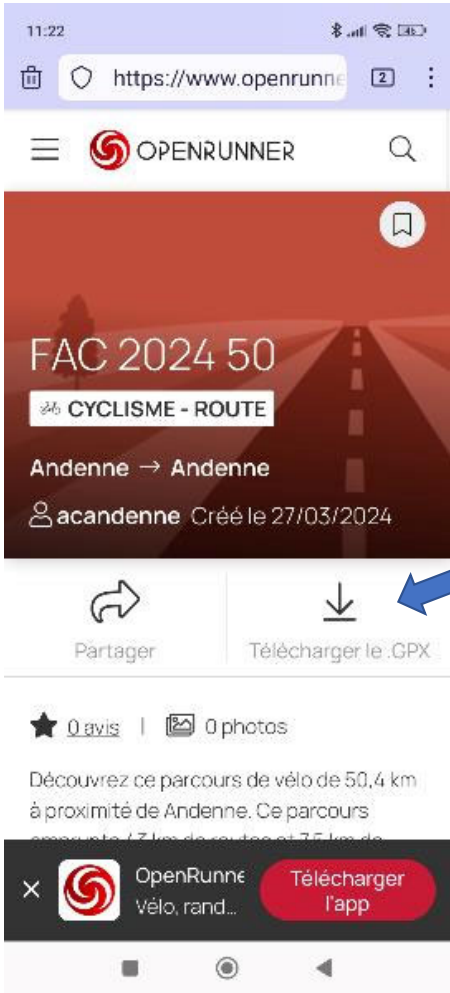 11:22
https://www.openrunne
2
OPENRUNNER
FAC 2024 50
CYCLISME - ROUTE
Andenne → Andenne
acandenne Créé le 27/03/2024
Partager
Télécharger le .GPX
0 avis | 0 photos
Découvrez ce parcours de vélo de 50,4 km
à proximité de Andenne. Ce parcours
OpenRunne
Vélo, rand...
Télécharger
l'app